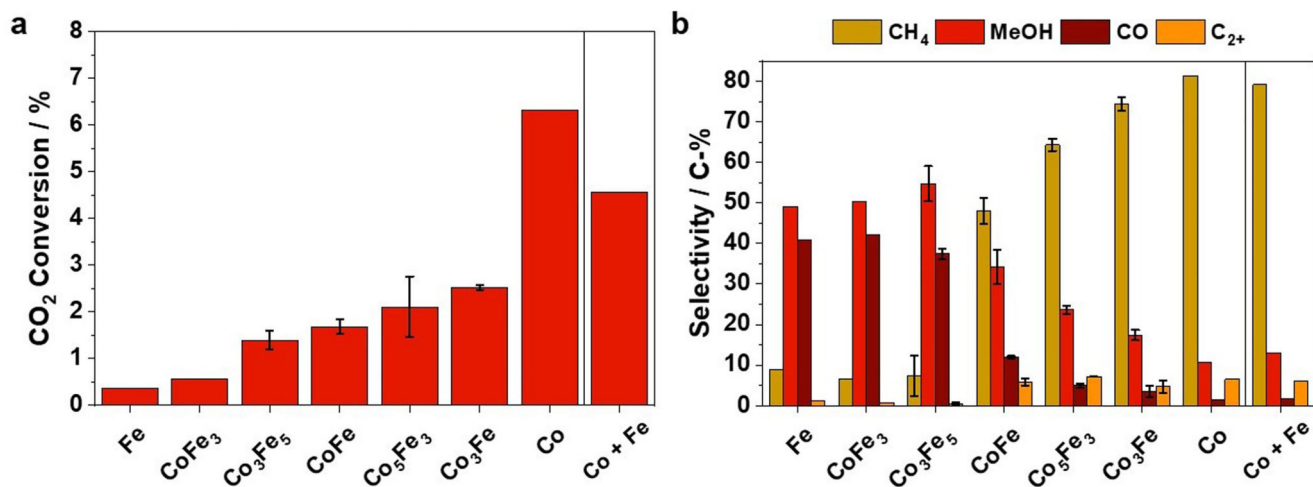 a
CO2 Conversion / %
8
7
6
5
4
3
2
1
0
Fe
CoFe3
Co3Fe5
CoFe
Co5Fe3
Co3Fe
Co
Co + Fe
b
CH4 MeOH CO C2+
Selectivity / C-%
80
70
60
50
40
30
20
10
0
Fe
CoFe3
Co3Fe5
CoFe
Co5Fe3
Co3Fe
Co
Co + Fe